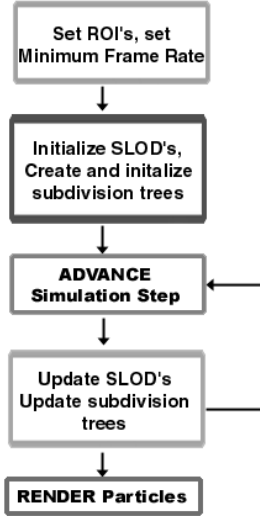 Set ROI's, set
Minimum Frame Rate
Initialize SLOD's,
Create and initalize
subdivision trees
ADVANCE
Simulation Step
Update SLOD's
Update subdivision
trees
RENDER Particles